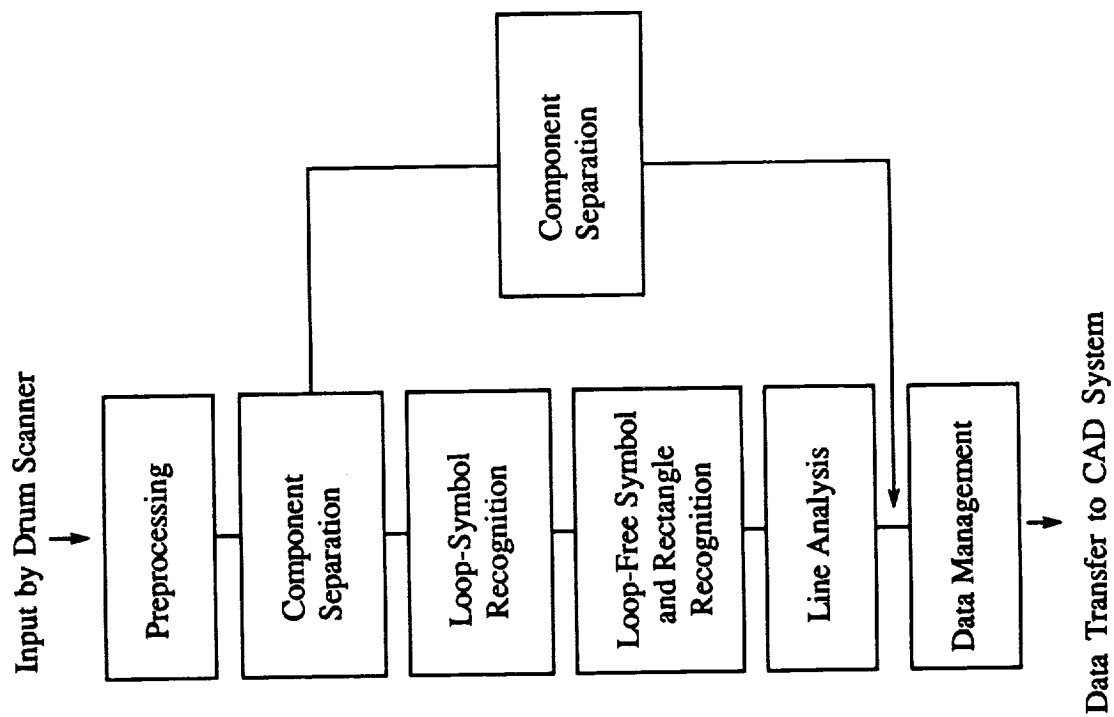 Input by Drum Scanner
Preprocessing
Component
Separation
Component
Separation
Loop-Symbol
Recognition
Loop-Free Symbol
and Rectangle
Recognition
Line Analysis
Data Management
Data Transfer to CAD System